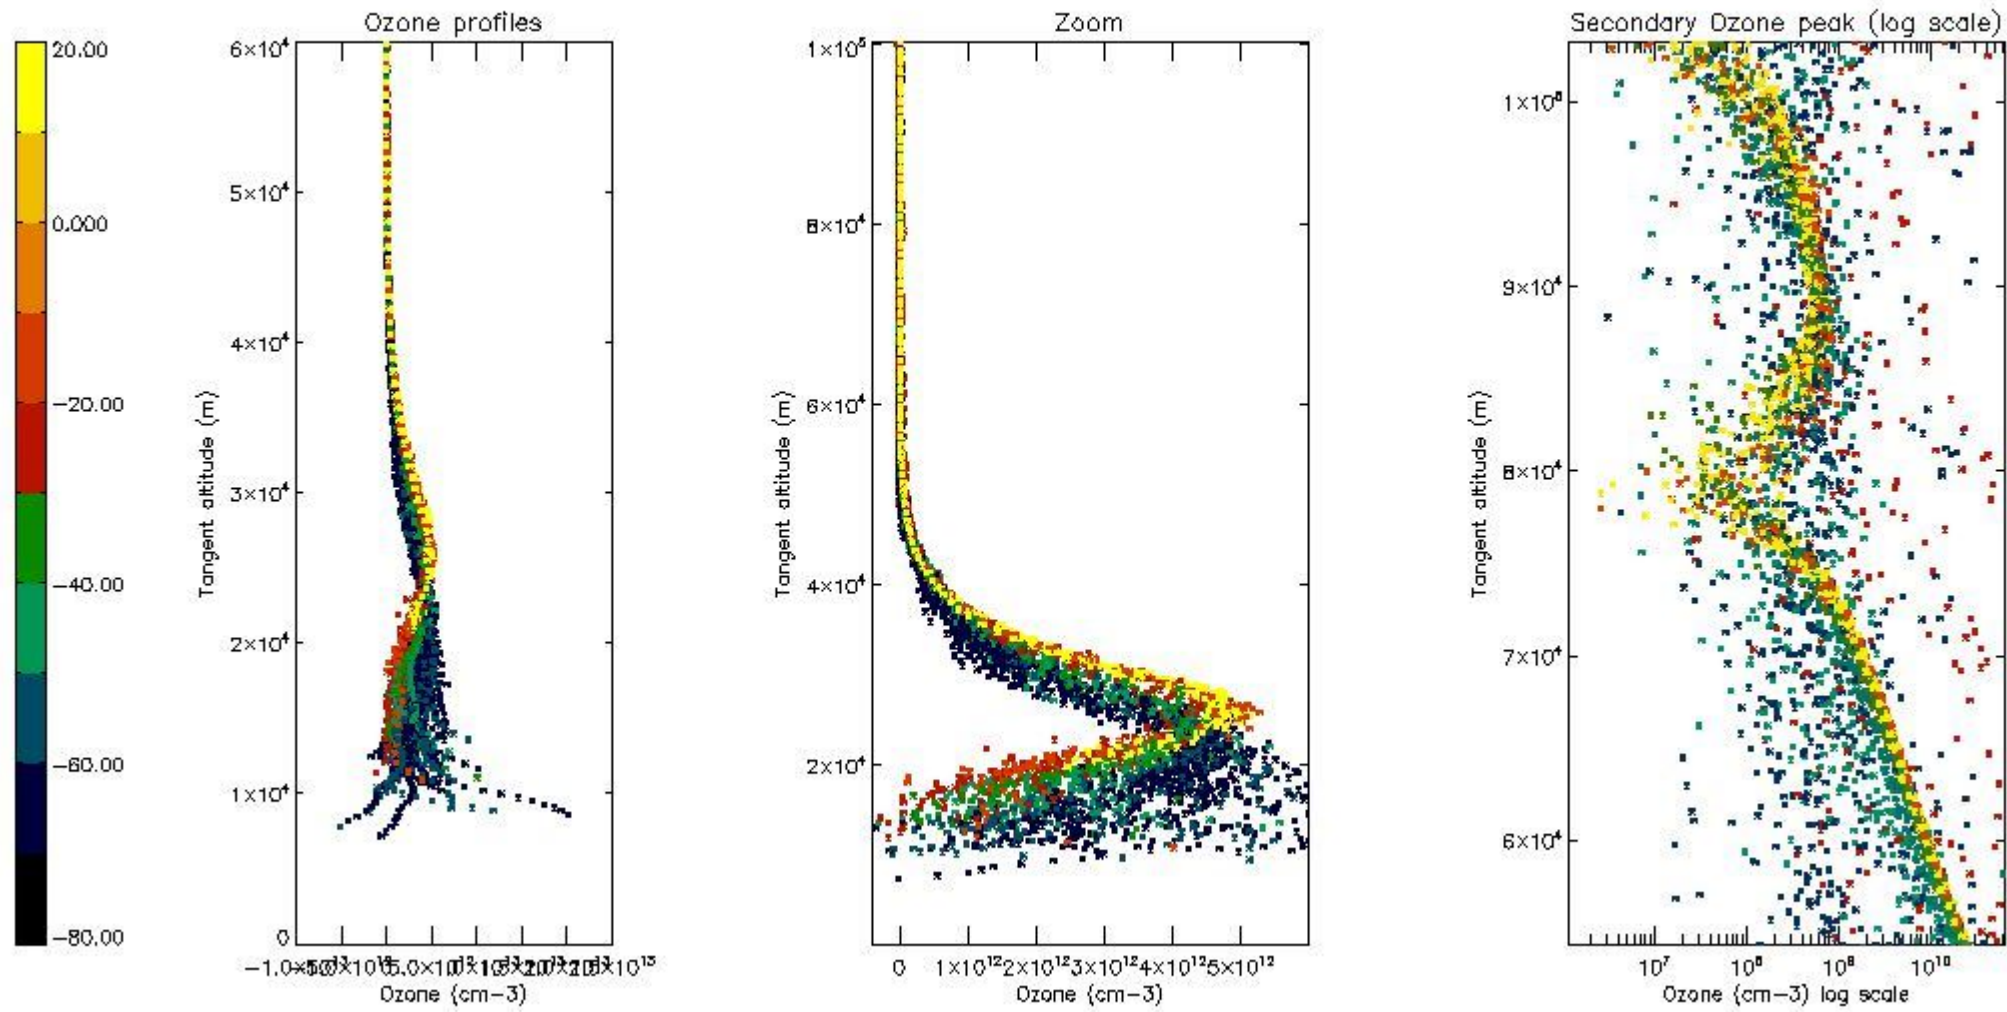 Ozone profiles
Zoom
Secondary Ozone peak (log scale)
20.00
0.000
−20.00
−40.00
−60.00
−80.00
6×10⁴
5×10⁴
4×10⁴
3×10⁴
2×10⁴
1×10⁴
0
Tangent altitude (m)
Ozone (cm−3)
1×10⁵
8×10⁴
6×10⁴
4×10⁴
2×10⁴
Tangent altitude (m)
0 1×10¹² 2×10¹² 3×10¹² 4×10¹² 5×10¹²
Ozone (cm−3)
1×10⁵
9×10⁴
8×10⁴
7×10⁴
6×10⁴
Tangent altitude (m)
10⁷ 10⁸ 10⁹ 10¹⁰
Ozone (cm−3) log scale